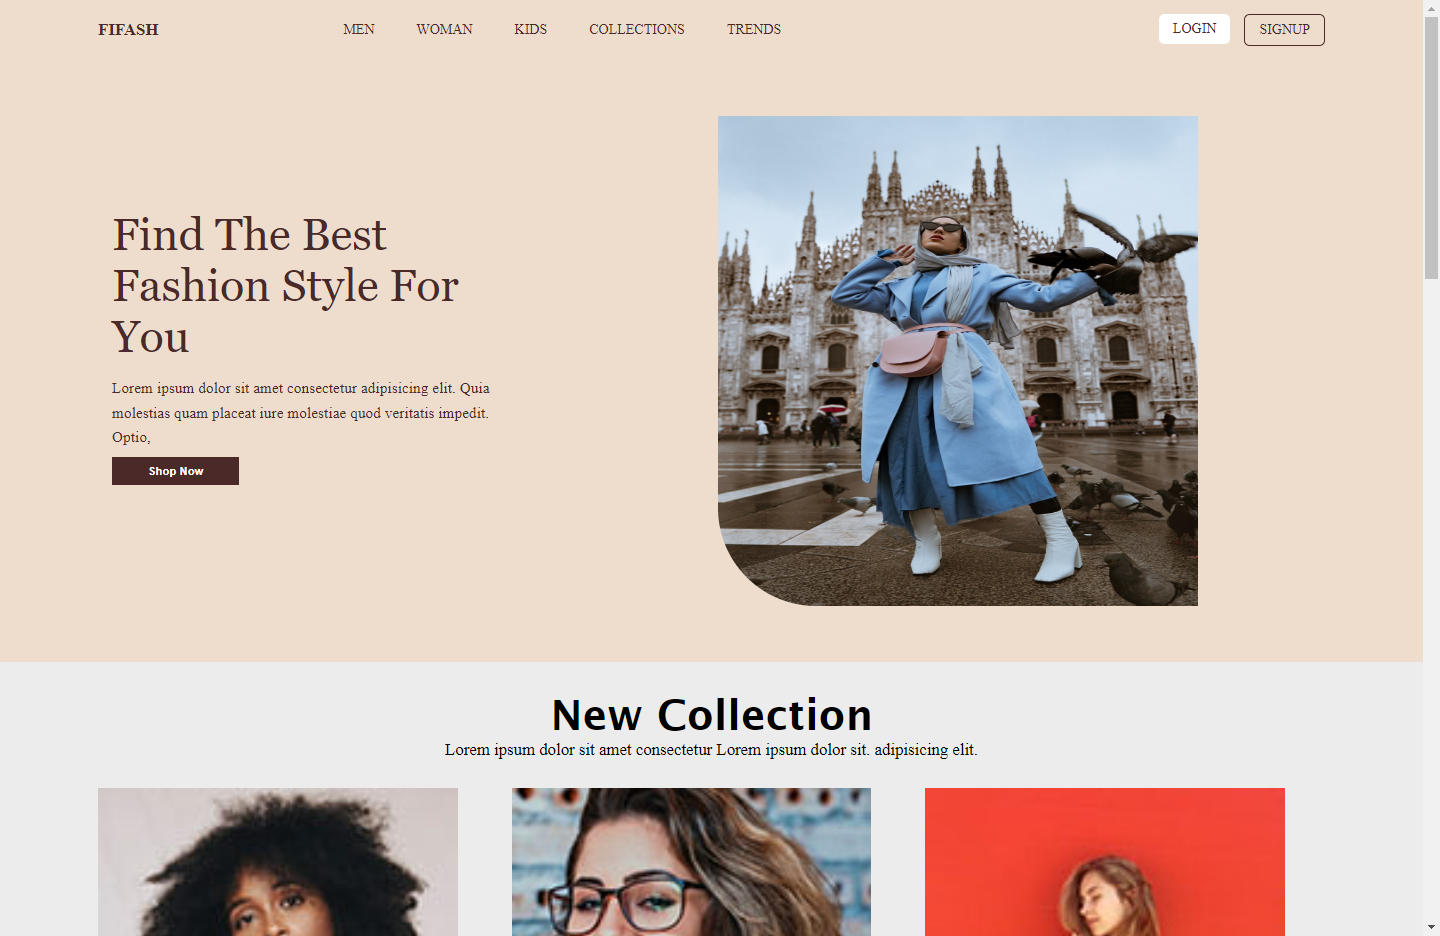 FIFASH
MEN
WOMAN
KIDS
COLLECTIONS
TRENDS
LOGIN
SIGNUP
Find The Best
Fashion Style For
You
Lorem ipsum dolor sit amet consectetur adipisicing elit. Quia
molestias quam placeat iure molestiae quod veritatis impedit.
Optio,
Shop Now
New Collection
Lorem ipsum dolor sit amet consectetur Lorem ipsum dolor sit. adipisicing elit.